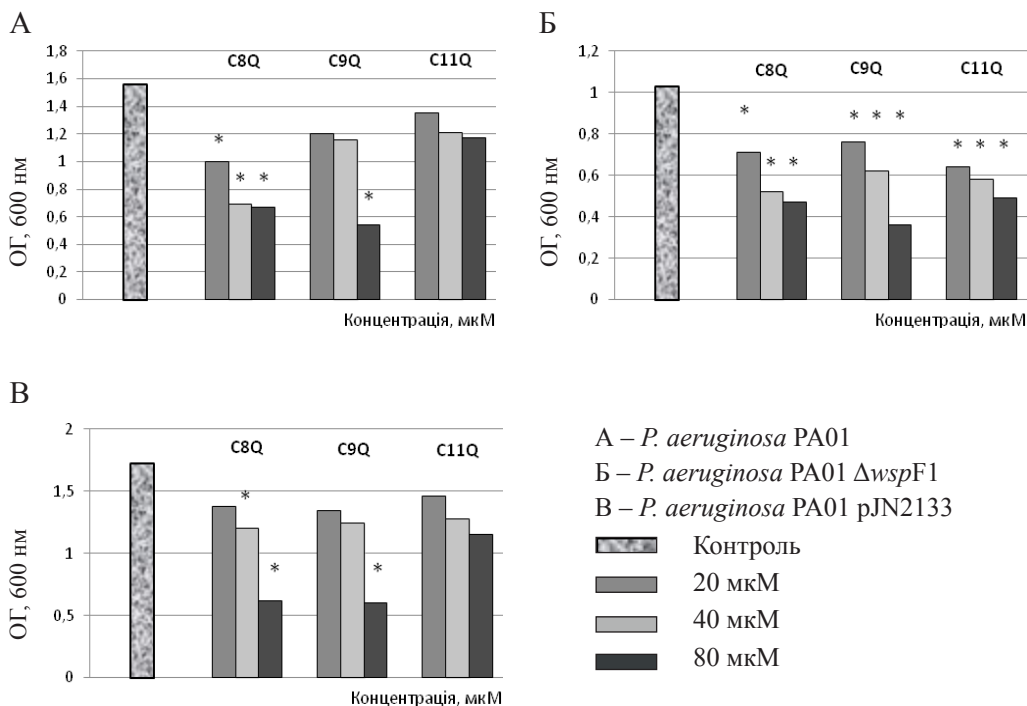 А
ОГ, 600 нм
1,8
1,6
1,4
1,2
1
0,8
0,6
0,4
0,2
0
C8Q
C9Q
C11Q
*
* *
*
Концентрація, мкМ
Б
ОГ, 600 нм
1,2
1
0,8
0,6
0,4
0,2
0
C8Q
C9Q
C11Q
*
* *
* * *
* * *
Концентрація, мкМ
В
ОГ, 600 нм
2
1,5
1
0,5
0
C8Q
C9Q
C11Q
*
*
*
Концентрація, мкМ
А – P. aeruginosa PA01
Б – P. aeruginosa PA01 ΔwspF1
В – P. aeruginosa PA01 pJN2133
Контроль
20 мкМ
40 мкМ
80 мкМ